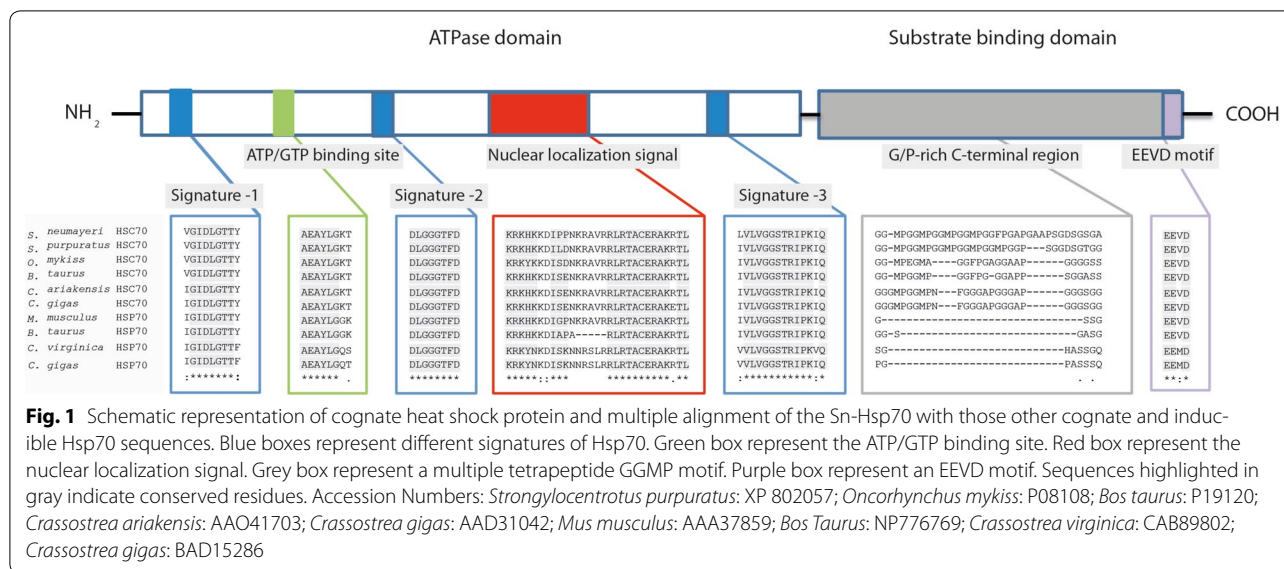 ATPase domain
Substrate binding domain
NH2
COOH
ATP/GTP binding site
Nuclear localization signal
G/P-rich C-terminal region
EEVD motif
Signature -1
Signature -2
Signature -3
S. neumayeri HSC70 VGIDLGTTY AEAYLGKT DLGGGTFD KRKHKKDIPPNKRAVRRLRTACERAKRTL LVLVGGSTRIPKIQ GG-MPGGMPGGMPGGMPGGFPGAPGAAPSGDSGSGA EEVD
S. purpuratus HSC70 VGIDLGTTY AEAYLGKT DLGGGTFD KRKHKKDILDNKRAVRRLRTACERAKRTL IVLVGGSTRIPKIQ GG-MPGGMPGGMPGGMPGGMPGGP---SGGDSGTGG EEVD
O. mykiss HSC70 VGIDLGTTY AEAYLGKT DLGGGTFD KRKYKKDISDNKRAVRRLRTACERAKRTL IVLVGGSTRIPKIQ GG-MPEGMA---GGFPGAGGAAP------GGGGSS EEVD
B. taurus HSC70 VGIDLGTTY AEAYLGKT DLGGGTFD KRKHKKDISENKRAVRRLRTACERAKRTL IVLVGGSTRIPKIQ GG-MPGGMP---GGFPG-GGAPP------SGGASS EEVD
C. ariakensis HSC70 IGIDLGTTY AEAYLGKT DLGGGTFD KRKHKKDISENKRAVRRLRTACERAKRTL IVLVGGSTRIPKIQ GGGMPGGMPN---FGGGAPGGGAP------GGGSGG EEVD
C. gigas HSC70 IGIDLGTTY AEAYLGKT DLGGGTFD KRKHKKDISENKRAVRRLRTACERAKETL IVLVGGSTRIPKIQ GGGMPGGMPN---FGGGAPGGGAP------GGGSGG EEVD
M. musculus HSP70 IGIDLGTTY AEAYLGGK DLGGGTFD KRKHKKDIGPNKRAVRRLRTACERAKRTL IVLVGGSTRIPKIQ G--------------------------------SSG EEVD
B. taurus HSP70 IGIDLGTTY AEAYLGGK DLGGGTFD KRKHKKDIAPA-----RLRTACERAKRTL IVLVGGSTRIPKIQ GG-S----------------------------GASG EEVD
C. virginica HSP70 IGIDLGTTF AEAYLGQS DLGGGTFD KRKYNKDISKNNRSLRRLRTACERAKRTL VVLVGGSTRIPKVQ SG----------------------------HASSGQ EEMD
C. gigas HSP70 IGIDLGTTF AEAYLGQT DLGGGTFD KRKYNKDISKNNRSLRRLRTACERAKRTL IVLVGGSTRIPKIQ PG----------------------------PASSSQ EEMD
:*******: ****** . ******** *****::*** **********.** :***********:* . . **:*
Fig. 1 Schematic representation of cognate heat shock protein and multiple alignment of the Sn-Hsp70 with those other cognate and induc-
ible Hsp70 sequences. Blue boxes represent different signatures of Hsp70. Green box represent the ATP/GTP binding site. Red box represent the
nuclear localization signal. Grey box represent a multiple tetrapeptide GGMP motif. Purple box represent an EEVD motif. Sequences highlighted in
gray indicate conserved residues. Accession Numbers: Strongylocentrotus purpuratus: XP 802057; Oncorhynchus mykiss: P08108; Bos taurus: P19120;
Crassostrea ariakensis: AAO41703; Crassostrea gigas: AAD31042; Mus musculus: AAA37859; Bos Taurus: NP776769; Crassostrea virginica: CAB89802;
Crassostrea gigas: BAD15286